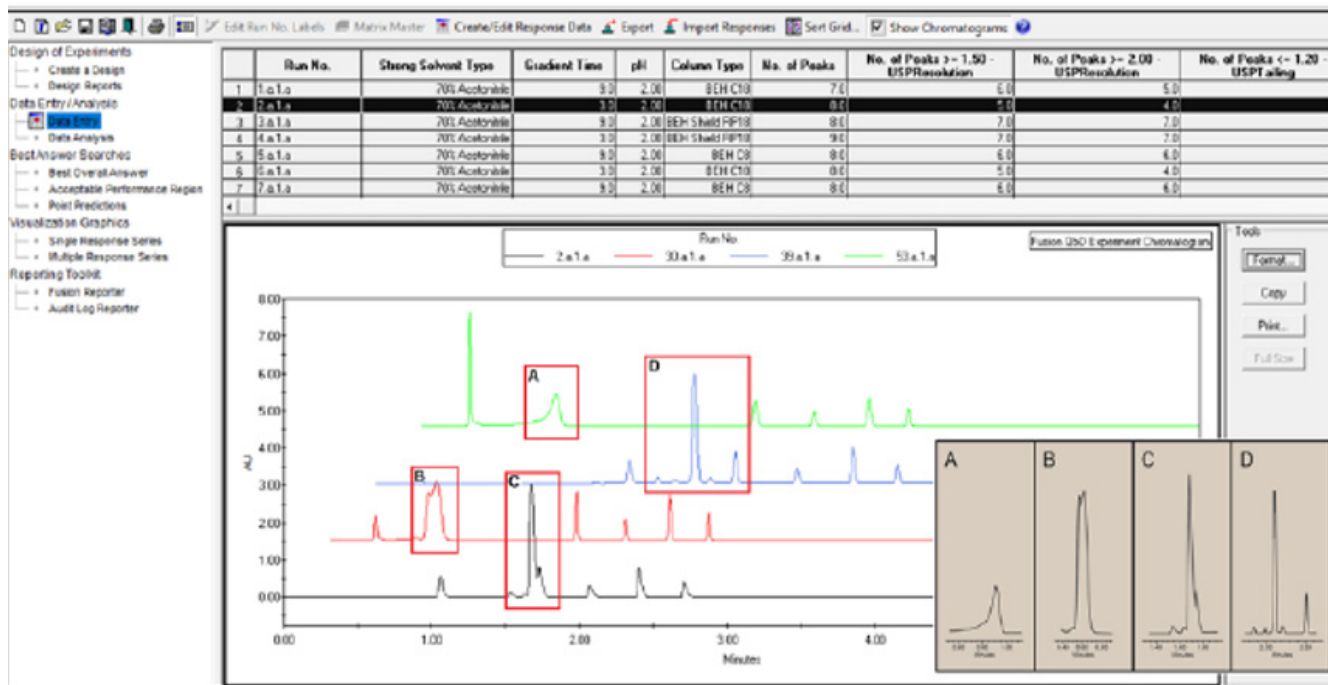 Edit Run No. Labels Matrix Master Create/Edit Response Data Export Import Responses Sort Grid... Show Chromatograms
Design of Experiments
Create a Design
Design Reports
Data Entry/Analysis
Data Entry
Data Analysis
Best Answer Searches
Best Overall Answer
Acceptable Performance Region
Point Predictions
Visualization Graphics
Single Response Series
Multiple Response Series
Reporting Toolkit
Fusion Reporter
Audit Log Reporter
Run No. Strong Solvent Type Gradient Time pH Column Type No. of Peaks No. of Peaks >= 1.50 - USPResolution No. of Peaks >= 2.00 - USPResolution No. of Peaks <= 1.20 - USPTailing
1 1.a.1.a 70% Acetonitrile 9.0 2.00 BEH C18 7.0 6.0 5.0
2 2.a.1.a 70% Acetonitrile 3.0 2.00 BEH C18 8.0 5.0 4.0
3 3.a.1.a 70% Acetonitrile 9.0 2.00 BEH Shield RP18 8.0 7.0 7.0
4 4.a.1.a 70% Acetonitrile 3.0 2.00 BEH Shield RP18 9.0 7.0 7.0
5 5.a.1.a 70% Acetonitrile 9.0 2.00 BEH C8 8.0 6.0 6.0
6 6.a.1.a 70% Acetonitrile 3.0 2.00 BEH C18 8.0 5.0 4.0
7 7.a.1.a 70% Acetonitrile 9.0 2.00 BEH C8 8.0 6.0 6.0
Run No.
2.a.1.a 30.a.1.a 39.a.1.a 53.a.1.a
Fusion QbD Experiment Chromatogram
Tools
Format...
Copy
Print...
Full Size
8.00
7.00
6.00
5.00
4.00
3.00
2.00
1.00
0.00
AU
A
B
C
D
0.00 1.00 2.00 3.00 4.00
Minutes
A B C D
Minutes Minutes Minutes Minutes